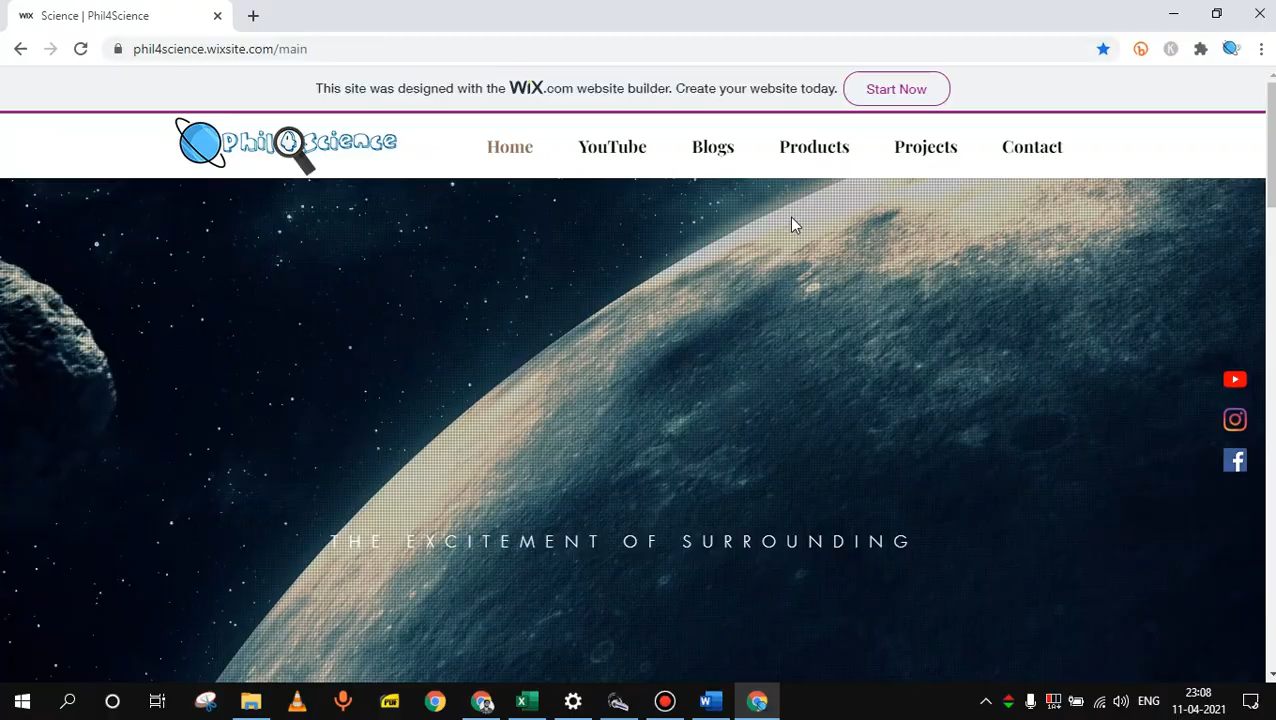 WIX Science | Phil4Science
phil4science.wixsite.com/main
This site was designed with the WiX.com website builder. Create your website today. Start Now
Phil4Science Home YouTube Blogs Products Projects Contact
THE EXCITEMENT OF SURROUNDING
ENG 23:08
11-04-2021